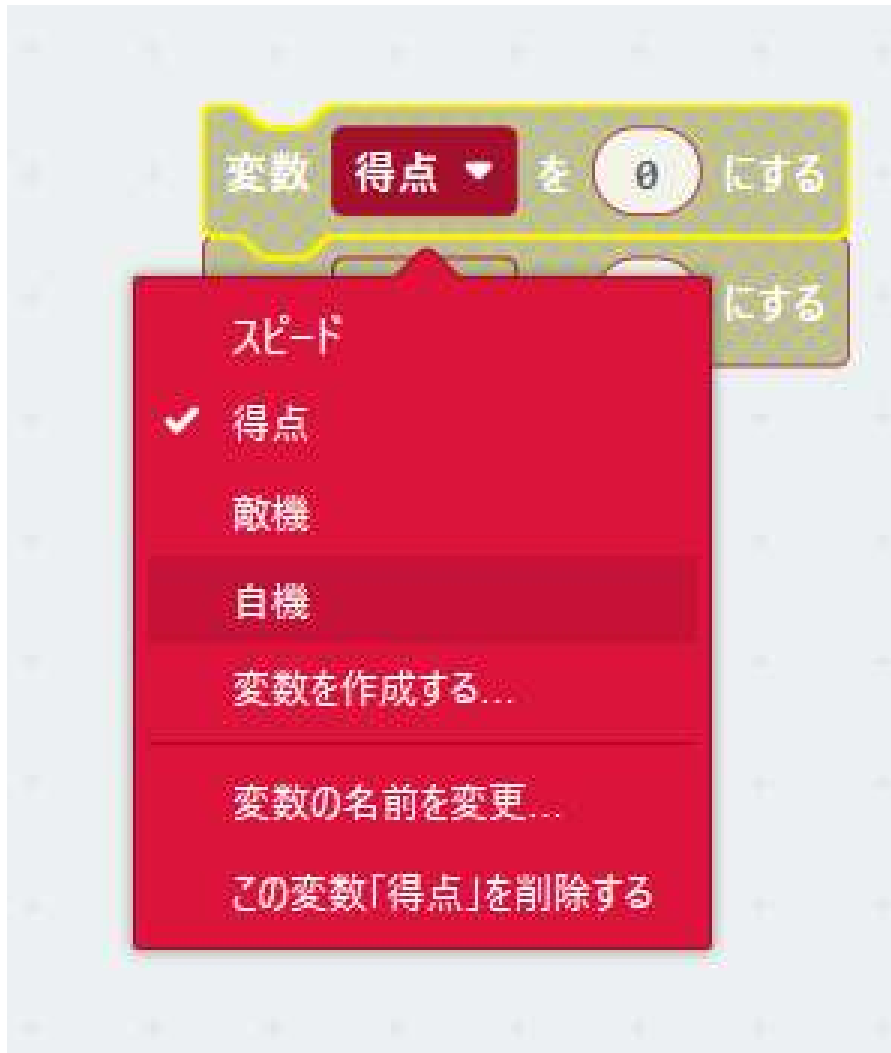 変数 得点 を 0 にする
にする
スピード
得点
敵機
自機
変数を作成する...
変数の名前を変更...
この変数「得点」を削除する